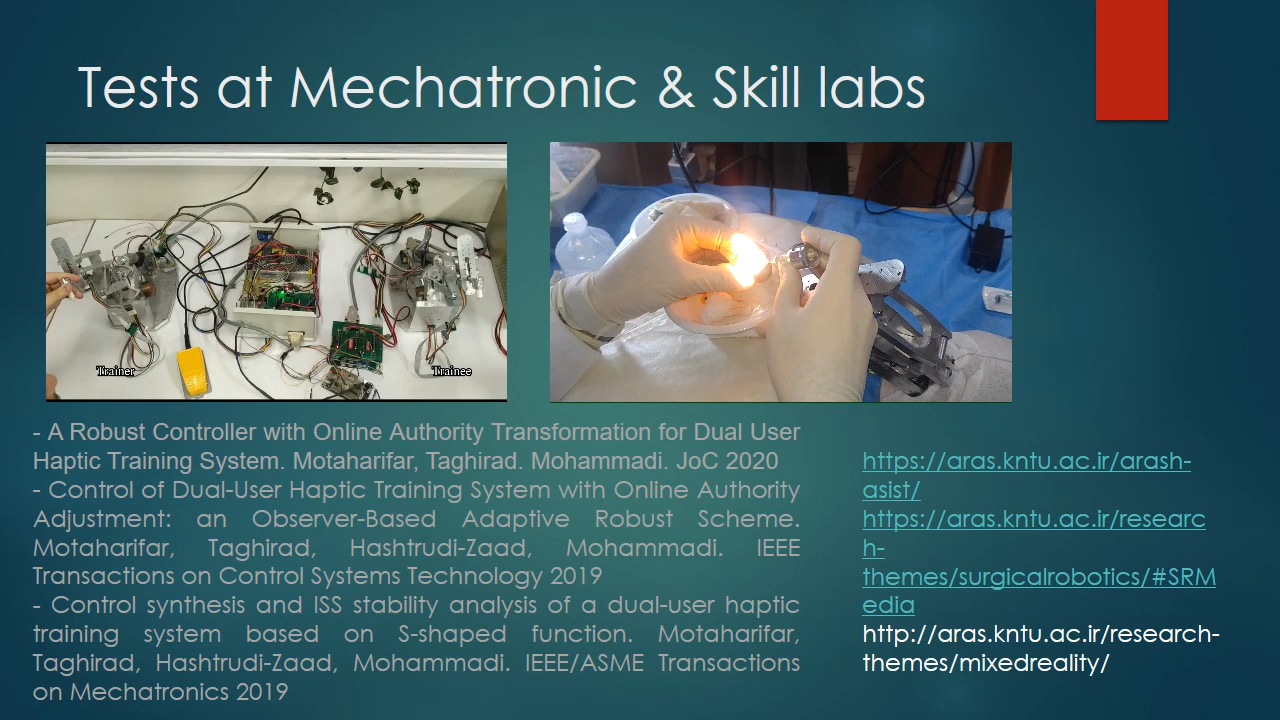 Tests at Mechatronic & Skill labs
Trainer
Trainee
- A Robust Controller with Online Authority Transformation for Dual User
Haptic Training System. Motaharifar, Taghirad. Mohammadi. JoC 2020
- Control of Dual-User Haptic Training System with Online Authority
Adjustment: an Observer-Based Adaptive Robust Scheme.
Motaharifar, Taghirad, Hashtrudi-Zaad, Mohammadi. IEEE
Transactions on Control Systems Technology 2019
- Control synthesis and ISS stability analysis of a dual-user haptic
training system based on S-shaped function. Motaharifar,
Taghirad, Hashtrudi-Zaad, Mohammadi. IEEE/ASME Transactions
on Mechatronics 2019
https://aras.kntu.ac.ir/arash-
asist/
https://aras.kntu.ac.ir/researc
h-
themes/surgicalrobotics/#SRM
edia
http://aras.kntu.ac.ir/research-
themes/mixedreality/